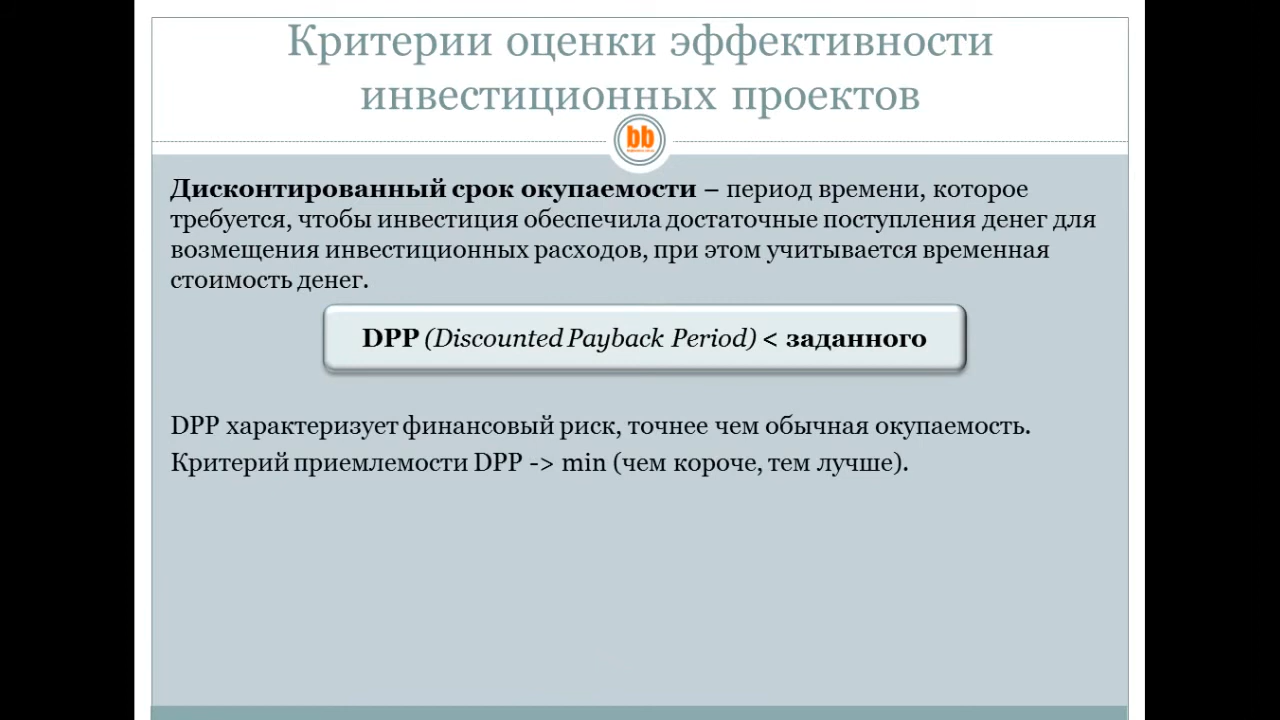 Критерии оценки эффективности
инвестиционных проектов
bb
Дисконтированный срок окупаемости – период времени, которое
требуется, чтобы инвестиция обеспечила достаточные поступления денег для
возмещения инвестиционных расходов, при этом учитывается временная
стоимость денег.
DPP (Discounted Payback Period) < заданного
DPP характеризует финансовый риск, точнее чем обычная окупаемость.
Критерий приемлемости DPP -> min (чем короче, тем лучше).